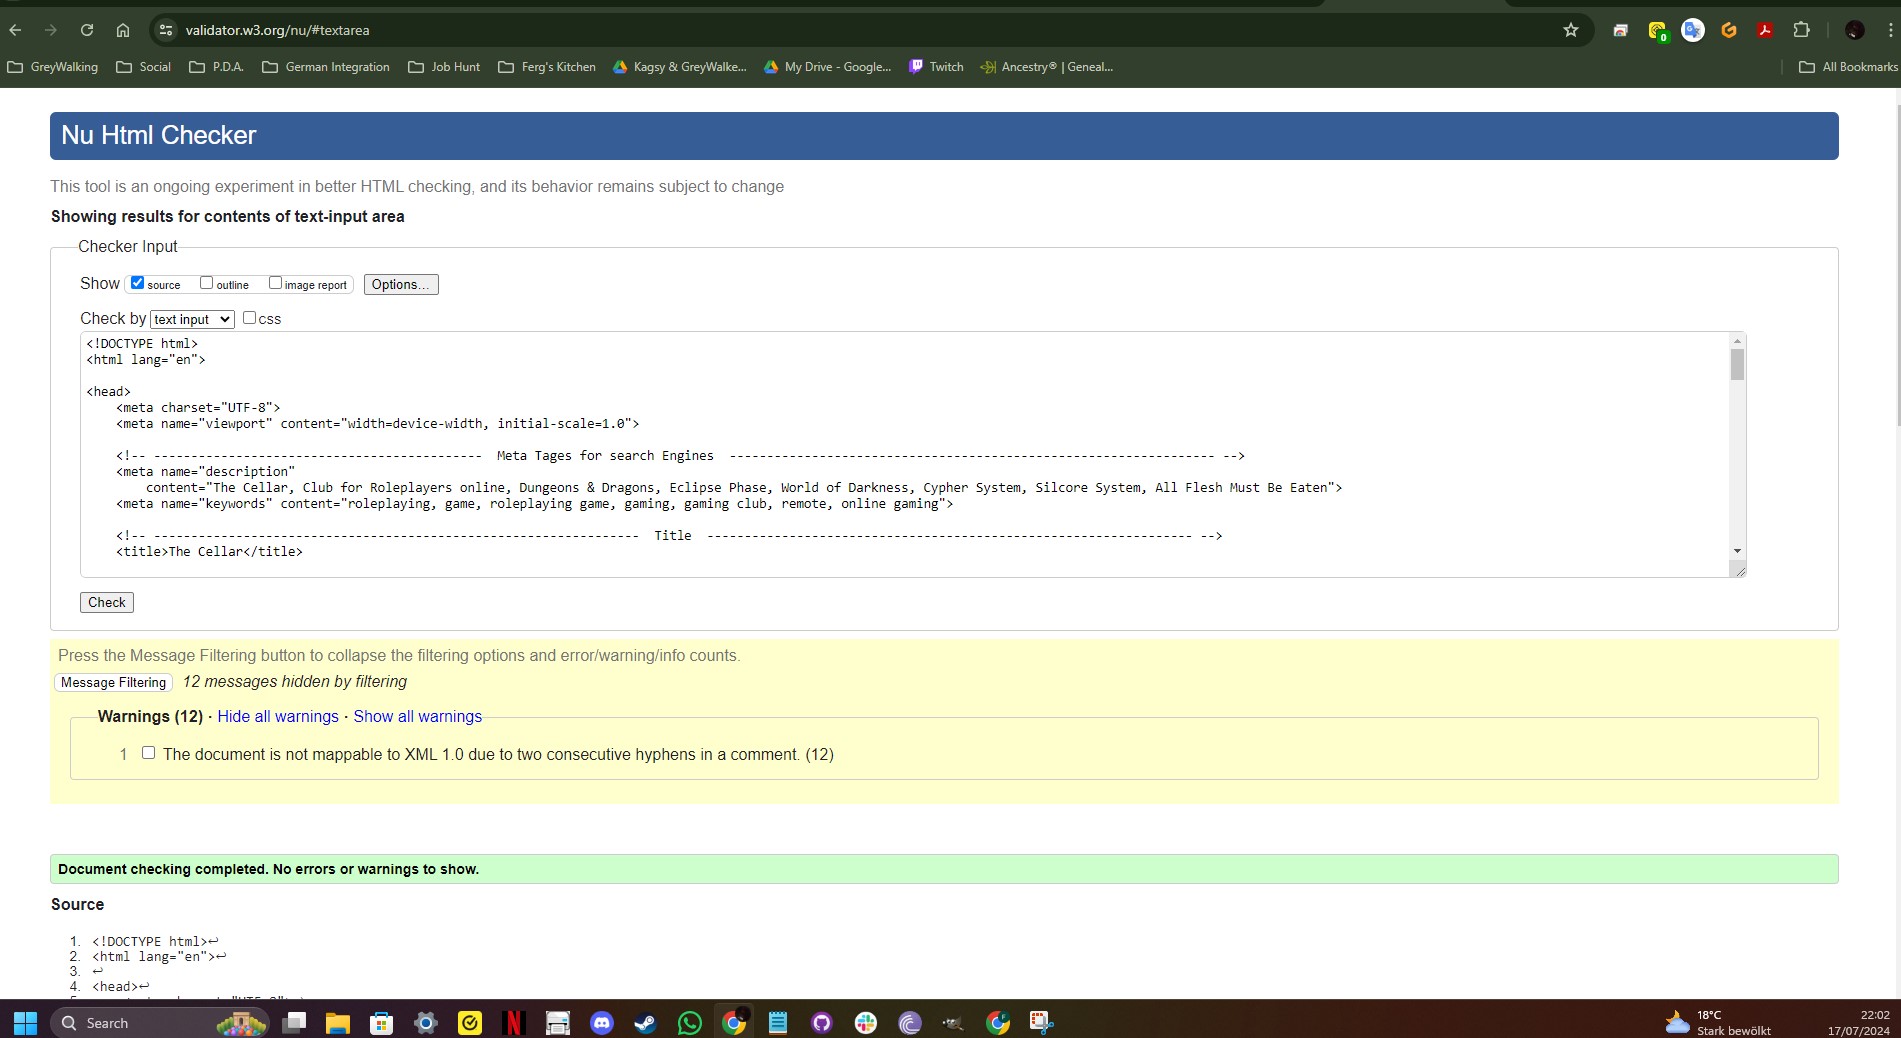 validator.w3.org/nu/#textarea
0
GreyWalking Social P.D.A. German Integration Job Hunt Ferg's Kitchen Kagsy & GreyWalke... My Drive - Google... Twitch Ancestry® | Geneal... All Bookmarks
Nu Html Checker
This tool is an ongoing experiment in better HTML checking, and its behavior remains subject to change
Showing results for contents of text-input area
Checker Input
Show source outline image report Options...
Check by text input css
<!DOCTYPE html>
<html lang="en">
<head>
<meta charset="UTF-8">
<meta name="viewport" content="width=device-width, initial-scale=1.0">
<!-- -------------------------------------------- Meta Tages for search Engines ----------------------------------------------------------------- -->
<meta name="description"
content="The Cellar, Club for Roleplayers online, Dungeons & Dragons, Eclipse Phase, World of Darkness, Cypher System, Silcore System, All Flesh Must Be Eaten">
<meta name="keywords" content="roleplaying, game, roleplaying game, gaming, gaming club, remote, online gaming">
<!-- ----------------------------------------------------------------- Title ----------------------------------------------------------------- -->
<title>The Cellar</title>
Check
Press the Message Filtering button to collapse the filtering options and error/warning/info counts.
Message Filtering 12 messages hidden by filtering
Warnings (12) · Hide all warnings · Show all warnings
1 The document is not mappable to XML 1.0 due to two consecutive hyphens in a comment. (12)
Document checking completed. No errors or warnings to show.
Source
1. <!DOCTYPE html>↩
2. <html lang="en">↩
3. ↩
4. <head>↩
Search
18°C
Stark bewölkt
22:02
17/07/2024